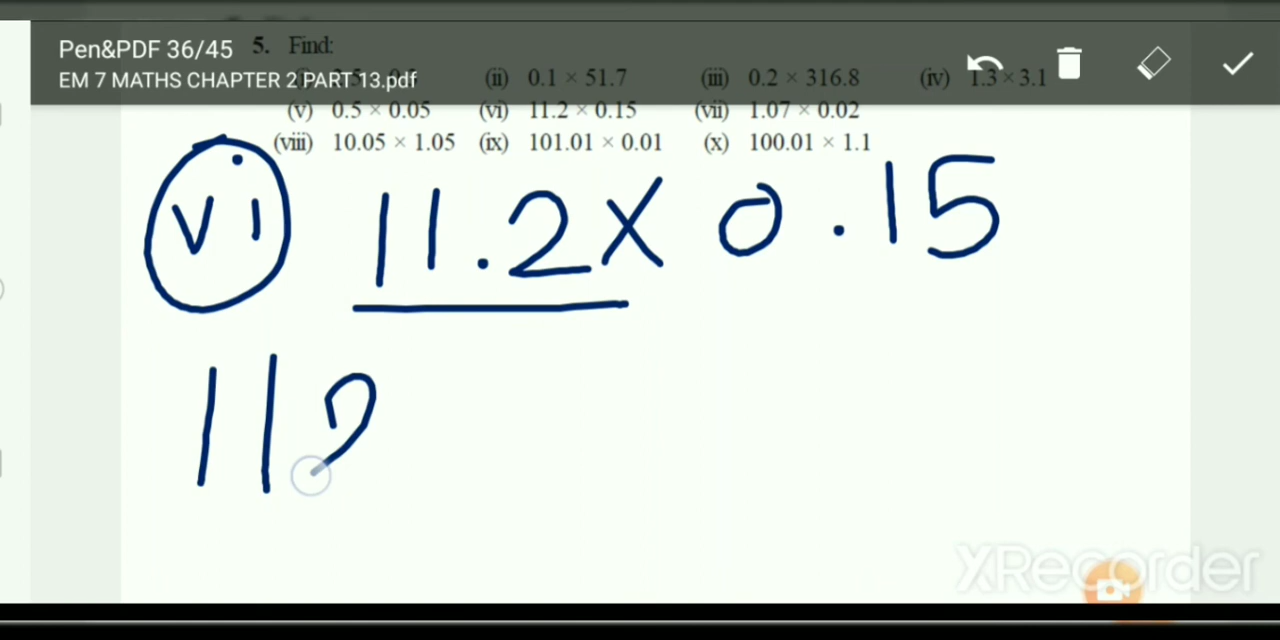 Pen&PDF 36/45
5. Find:
EM 7 MATHS CHAPTER 2 PART 13.pdf
(ii) 0.1 × 51.7 (iii) 0.2 × 316.8 (iv) 1.3 × 3.1
(v) 0.5 × 0.05 (vi) 11.2 × 0.15 (vii) 1.07 × 0.02
(viii) 10.05 × 1.05 (ix) 101.01 × 0.01 (x) 100.01 × 1.1
vi 11.2 X 0.15
112
XRecorder